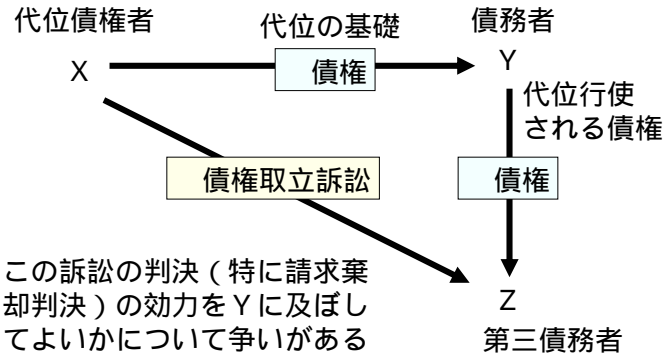 代位債権者
代位の基礎
債務者
X
債権
Y
代位行使
される債権
債権取立訴訟
債権
この訴訟の判決（特に請求棄
却判決）の効力をＹに及ぼし
てよいかについて争いがある
Z
第三債務者